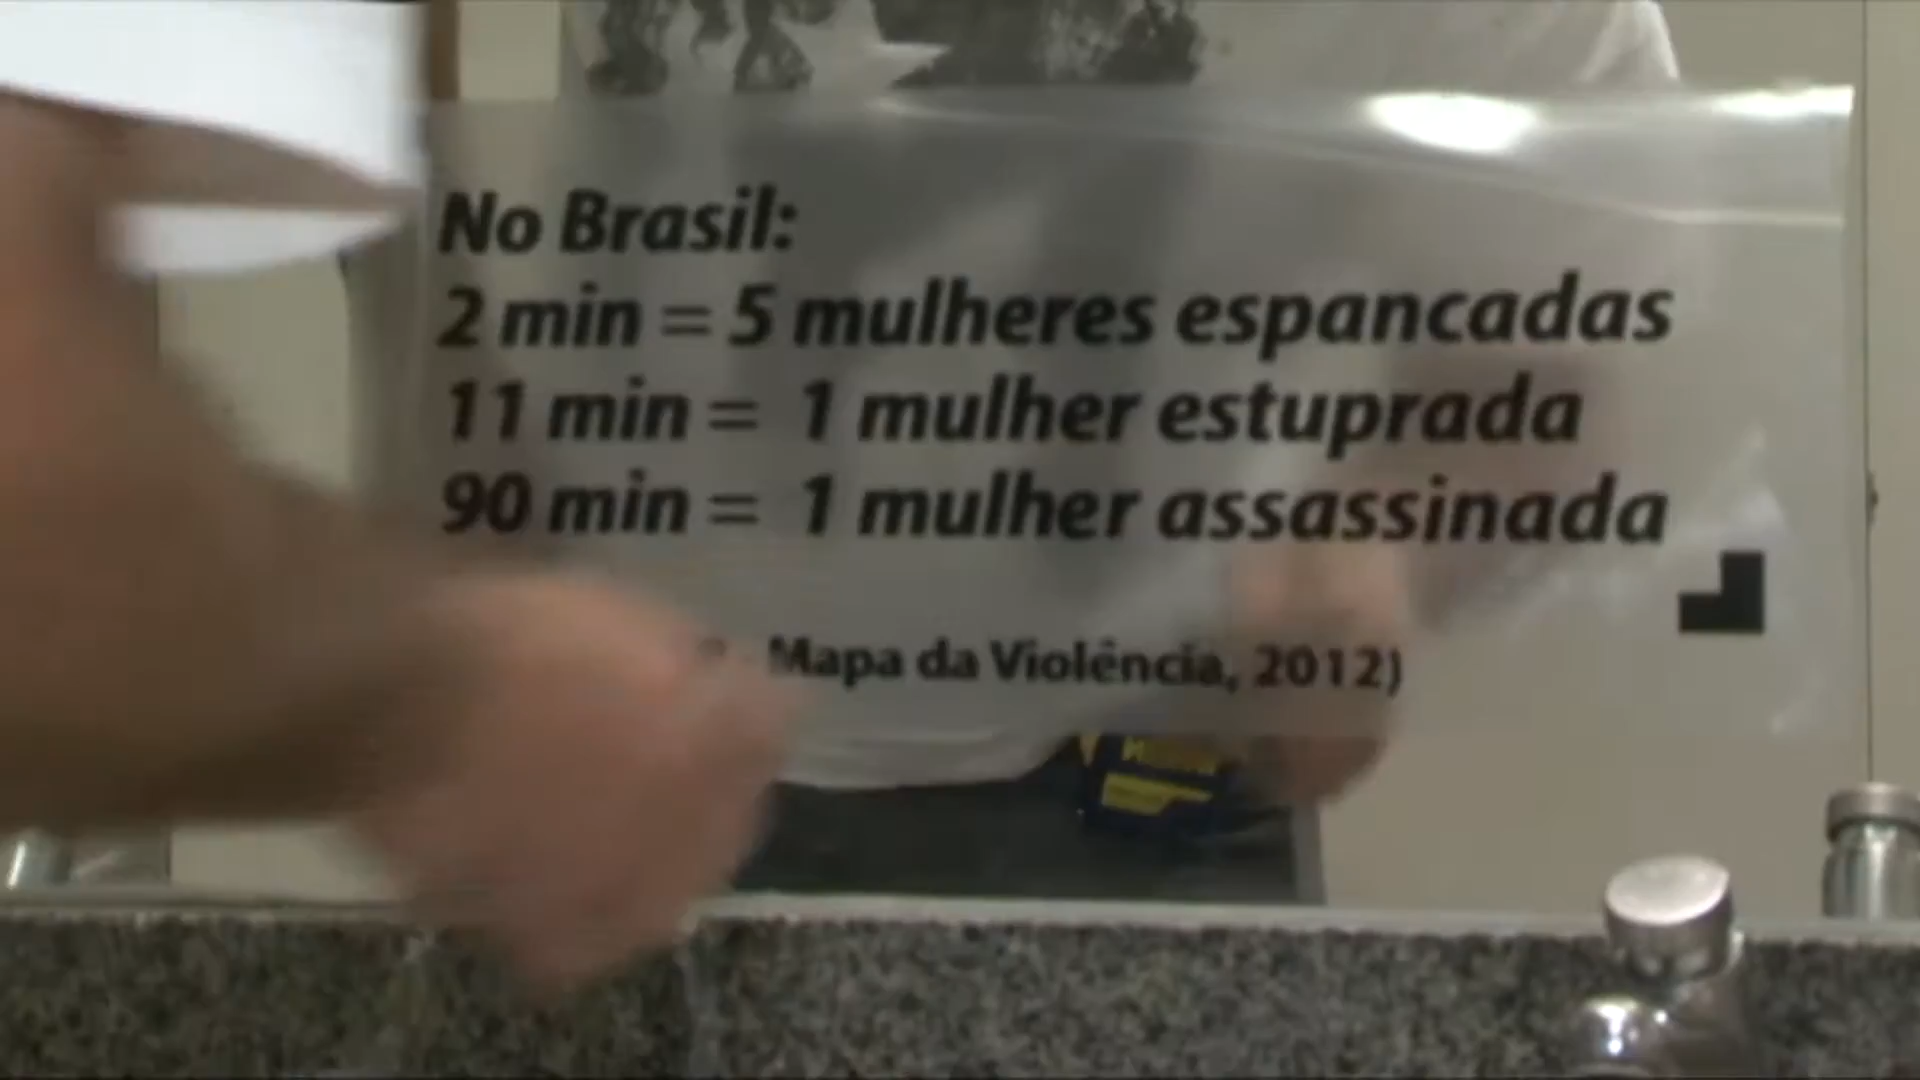 No Brasil:
2 min = 5 mulheres espancadas
11 min = 1 mulher estuprada
90 min = 1 mulher assassinada
- Mapa da Violência, 2012)